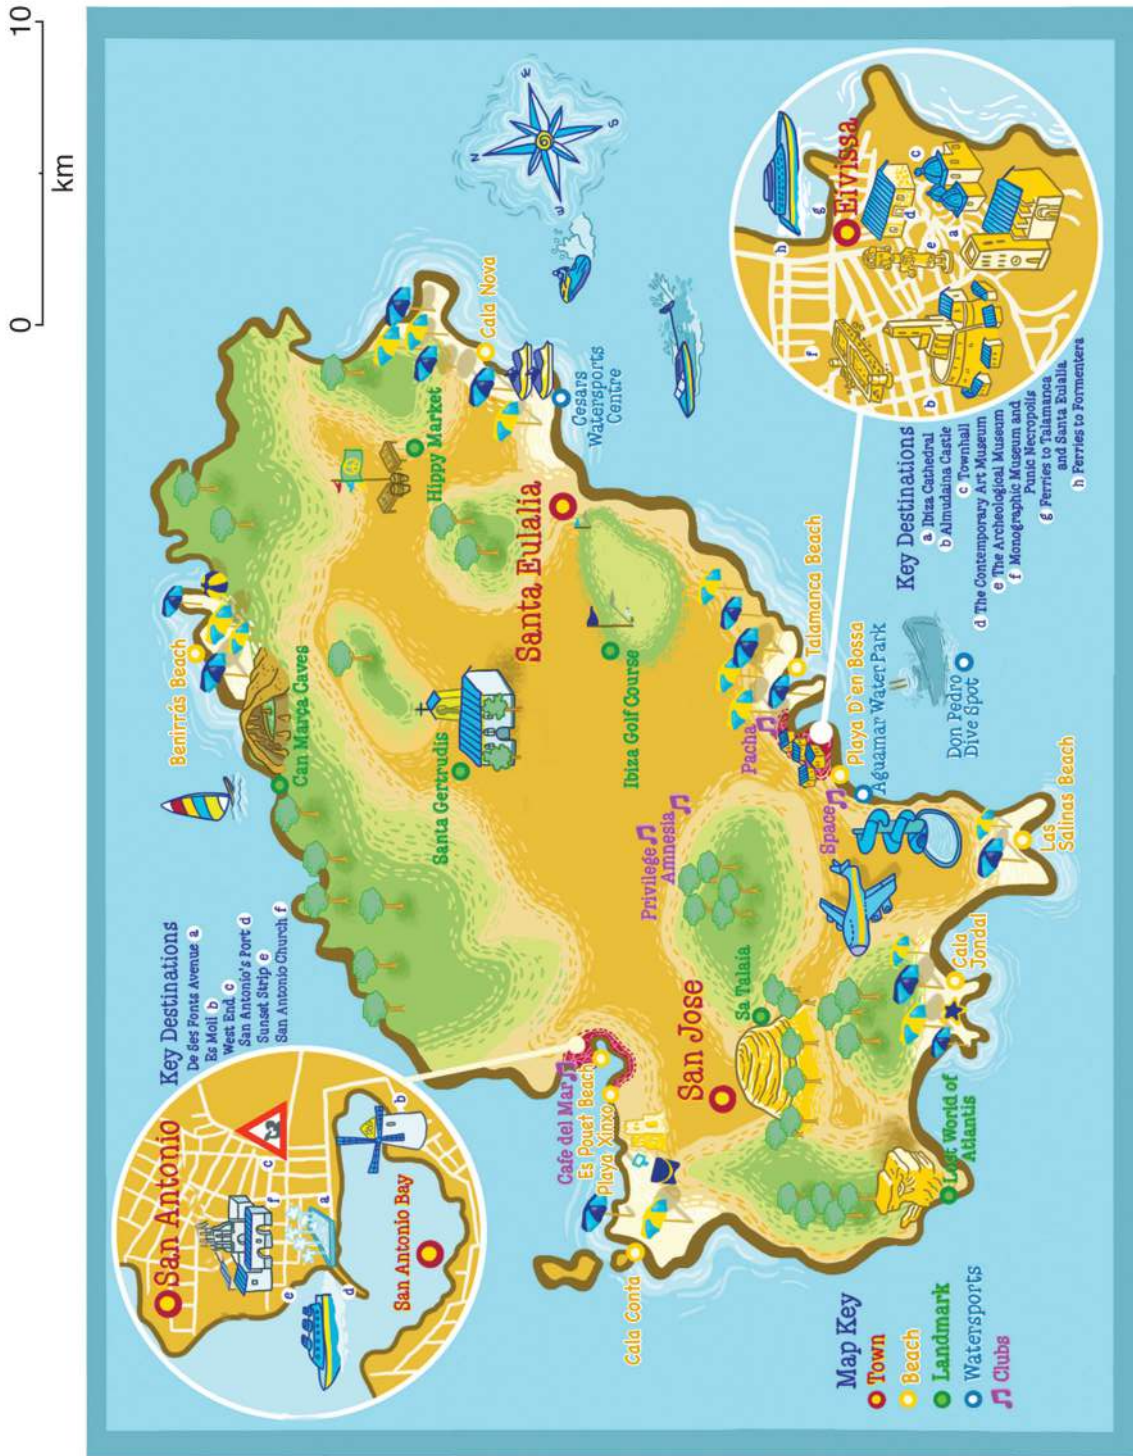 0
10
km
San Antonio
San Antonio Bay
a
b
c
d
e
f
Key Destinations
De Ses Fonts Avenue a
Es Moli b
West End c
San Antonio's Port d
Sunset Strip e
San Antonio Church f
Benirrás Beach
Can Marca Caves
Santa Gertrudis
Hippy Market
Cala Nova
Cesars
Watersports
Centre
Santa Eulalia
Ibiza Golf Course
N
E
S
W
Cafe del Mar
Es Pouet Beach
Playa Xinxo
Cala Conta
San Jose
Sa Talaia
Privilege
Amnesia
Pacha
Talamanca Beach
Space
Playa D'en Bossa
Aguamar Water Park
Don Pedro
Dive Spot
Las
Salinas Beach
Cala
Jondal
Lost World of
Atlantis
Map Key
Town
Beach
Landmark
Watersports
Clubs
Key Destinations
a Ibiza Cathedral
b Almudaina Castle
c Townhall
d The Contemporary Art Museum
e The Archeological Museum
f Monographic Museum and
Punic Necropolis
g Ferries to Talamanca
and Santa Eulalia
h Ferries to Formentera
Eivissa
a
b
c
d
e
f
g
h